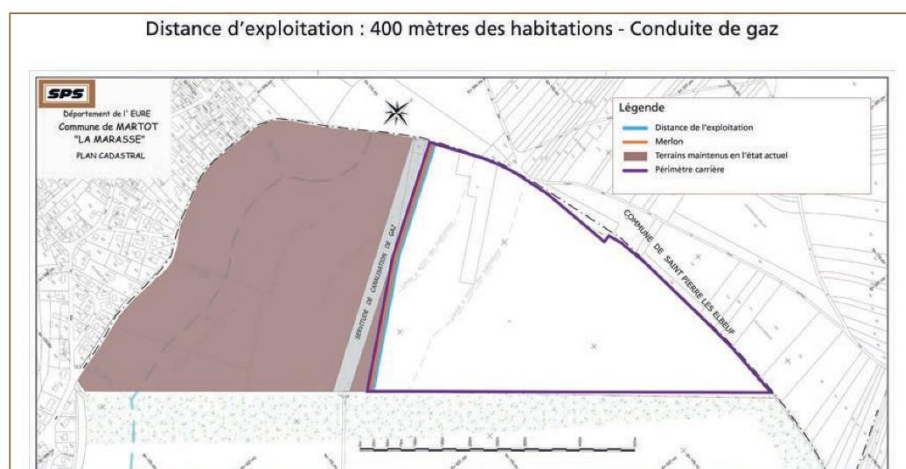 Distance d'exploitation : 400 mètres des habitations - Conduite de gaz
SPS
Département de l' EURE
Commune de MARTOT
"LA MARASSE"
PLAN CADASTRAL
Légende
Distance de l'exploitation
Merlon
Terrains maintenus en l'état actuel
Périmètre carrière
SERVITUDE DE CANALISATION DE GAZ
COMMUNE DE SAINT PIERRE LES ELBEUF